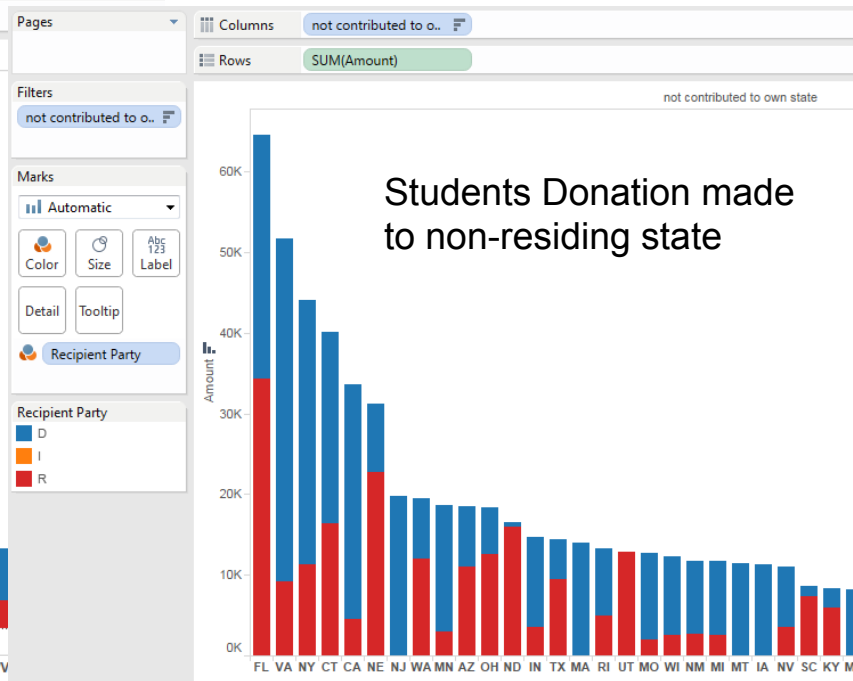 Pages
Columns
not contributed to o..
Rows
SUM(Amount)
Filters
not contributed to o..
Marks
Automatic
Color
Size
Abc
123
Label
Detail
Tooltip
Recipient Party
Recipient Party
D
I
R
not contributed to own state
Students Donation made
to non-residing state
Amount
60K
50K
40K
30K
20K
10K
0K
FL VA NY CT CA NE NJ WA MN AZ OH ND IN TX MA RI UT MO WI NM MI MT IA NV SC KY M
V